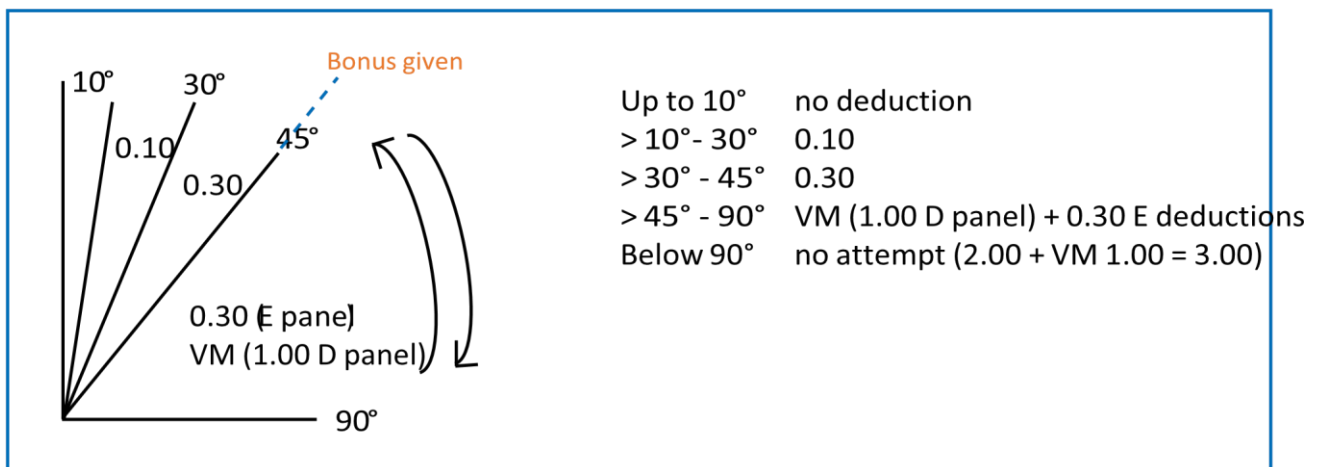 Bonus given
10°
30°
45°
0.10
0.30
0.30 (E panel)
VM (1.00 D panel)
90°
Up to 10° no deduction
> 10°- 30° 0.10
> 30° - 45° 0.30
> 45° - 90° VM (1.00 D panel) + 0.30 E deductions
Below 90° no attempt (2.00 + VM 1.00 = 3.00)